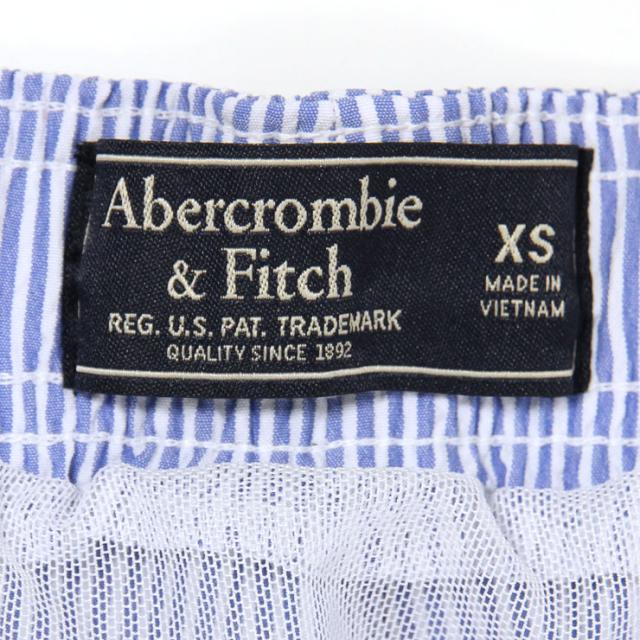 Abercrombie
& Fitch
REG. U.S. PAT. TRADEMARK
QUALITY SINCE 1892
XS
MADE IN
VIETNAM